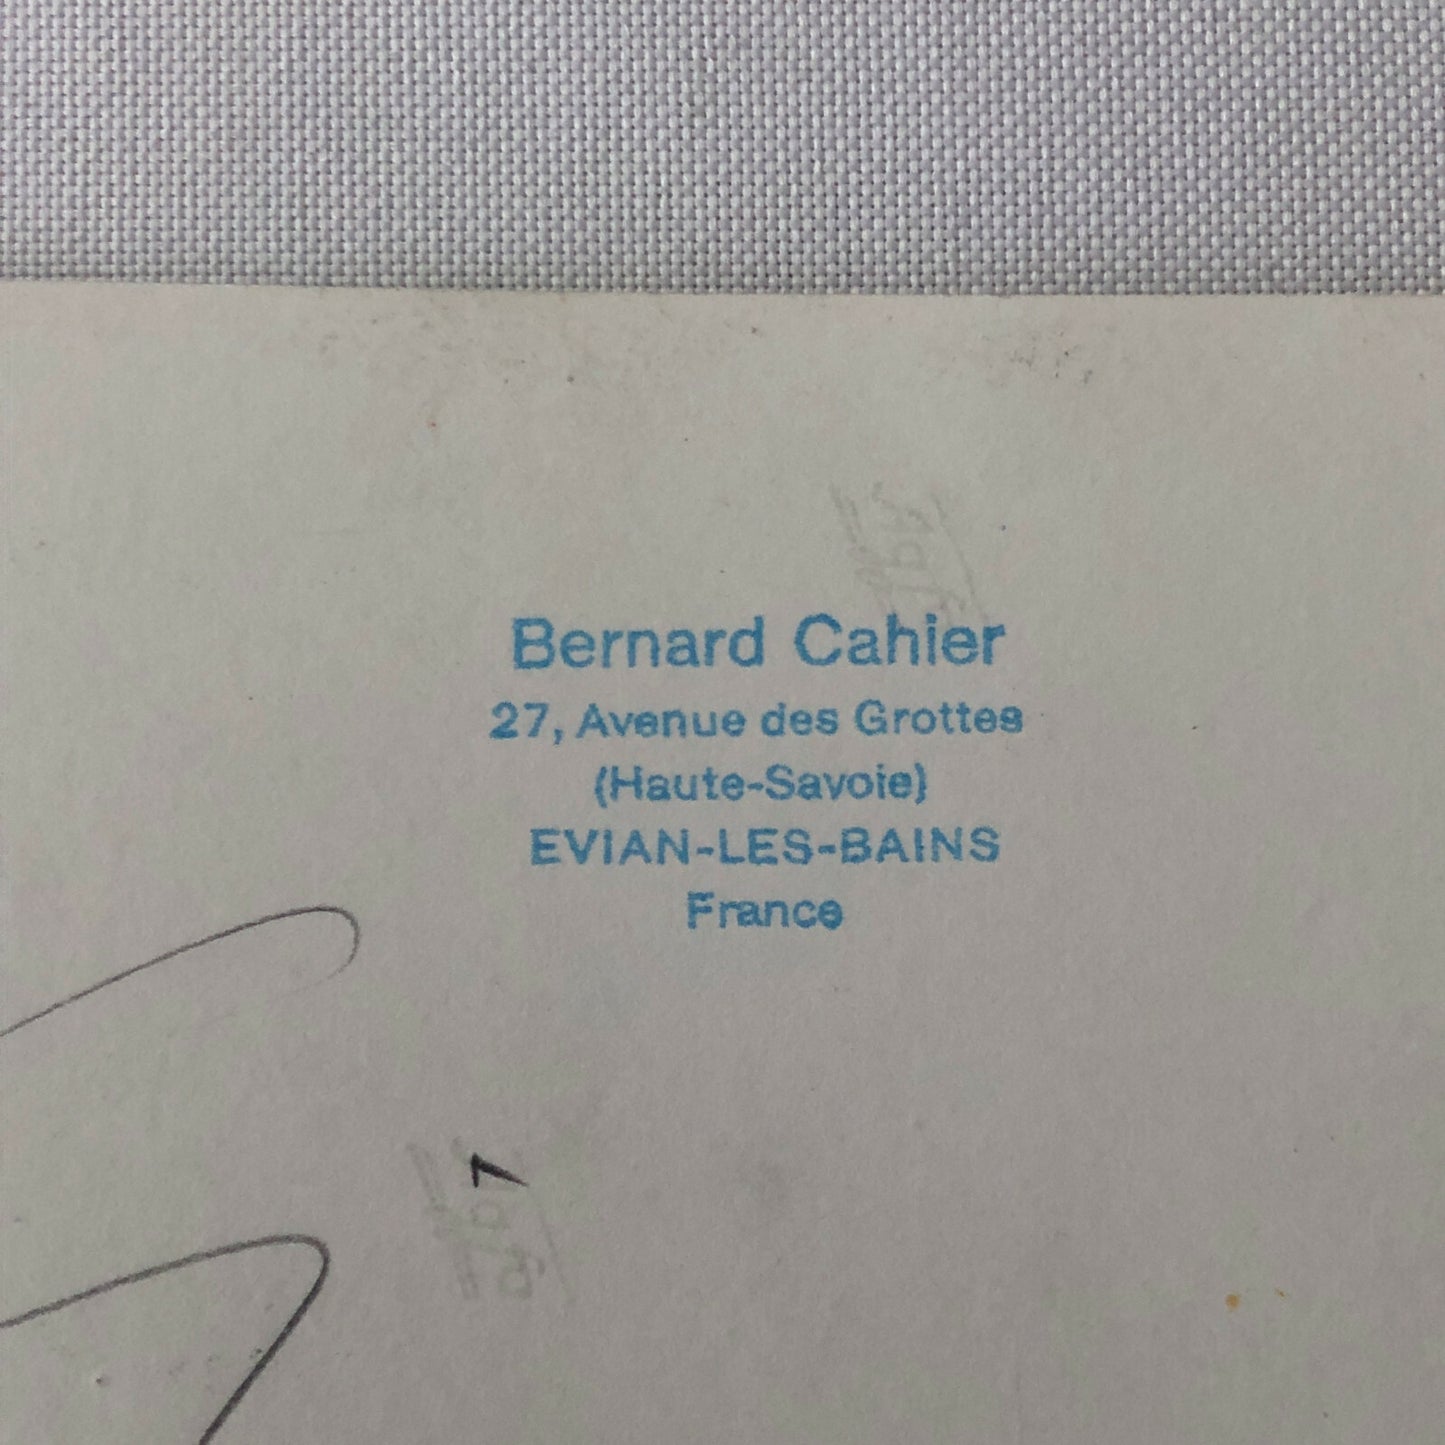 Bernard Cahier
27, Avenue des Grottes
(Haute-Savoie)
EVIAN-LES-BAINS
France